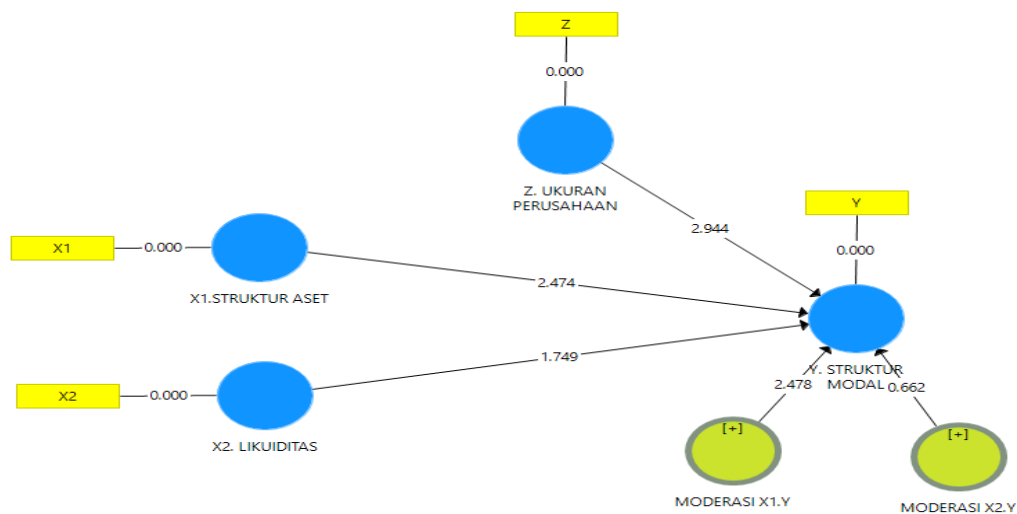 Z
0.000
Z. UKURAN
PERUSAHAAN
Y
2.944
0.000
X1
0.000
X1.STRUKTUR ASET
2.474
1.749
Y. STRUKTUR
MODAL
X2
0.000
X2. LIKUIDITAS
2.478
0.662
[+]
MODERASI X1.Y
[+]
MODERASI X2.Y